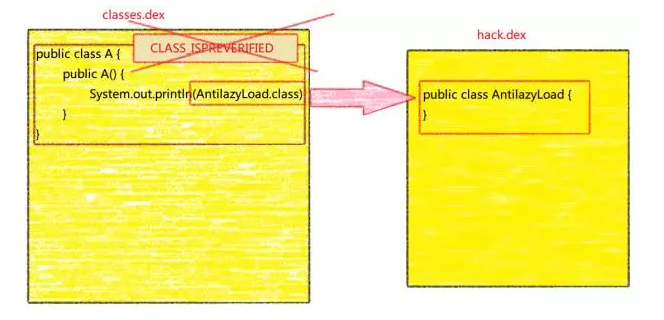 classes.dex
CLASS_ISPREVERIFIED
public class A {
public A() {
System.out.println(AntilazyLoad.class)
}
}
hack.dex
public class AntilazyLoad {
}